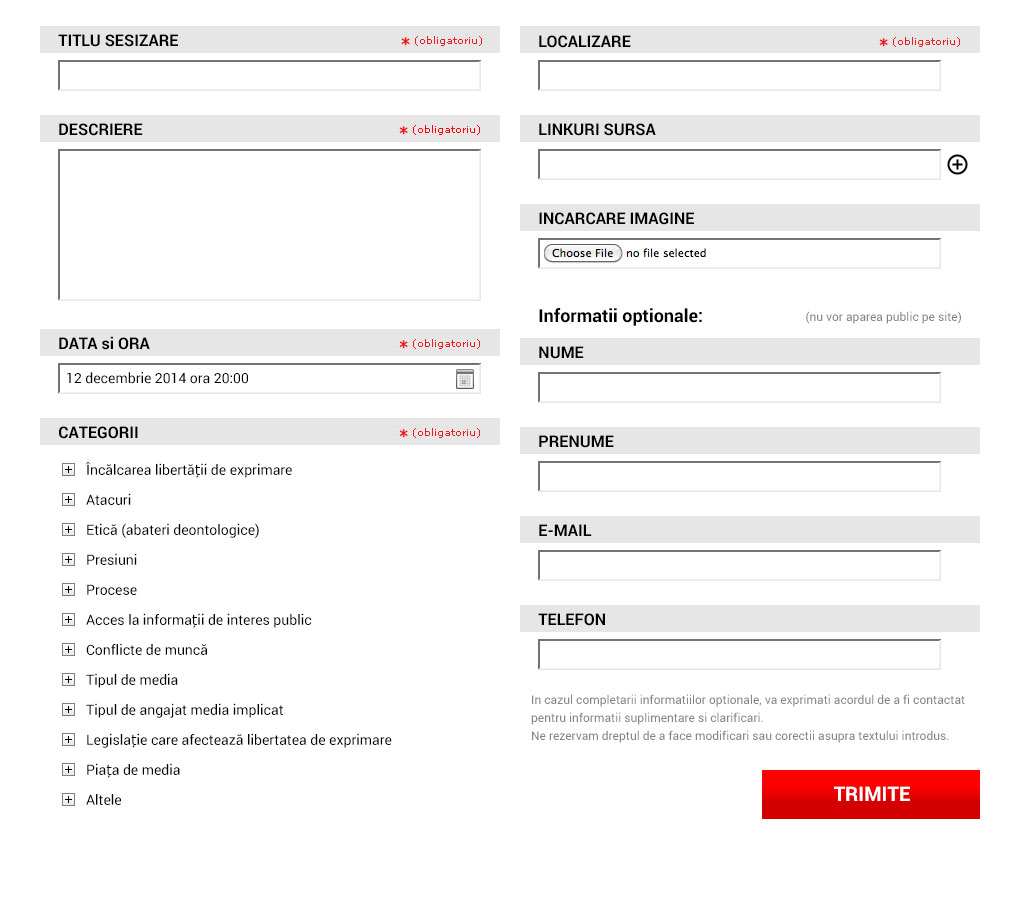 TITLU SESIZARE * (obligatoriu)
DESCRIERE * (obligatoriu)
DATA si ORA * (obligatoriu)
12 decembrie 2014 ora 20:00
CATEGORII * (obligatoriu)
Încălcarea libertății de exprimare
Atacuri
Etică (abateri deontologice)
Presiuni
Procese
Acces la informații de interes public
Conflicte de muncă
Tipul de media
Tipul de angajat media implicat
Legislație care afectează libertatea de exprimare
Piața de media
Altele
LOCALIZARE * (obligatoriu)
LINKURI SURSA
INCARCARE IMAGINE
Choose File no file selected
Informatii optionale: (nu vor aparea public pe site)
NUME
PRENUME
E-MAIL
TELEFON
In cazul completarii informatiilor optionale, va exprimati acordul de a fi contactat
pentru informatii suplimentare si clarificari.
Ne rezervam dreptul de a face modificari sau corectii asupra textului introdus.
TRIMITE